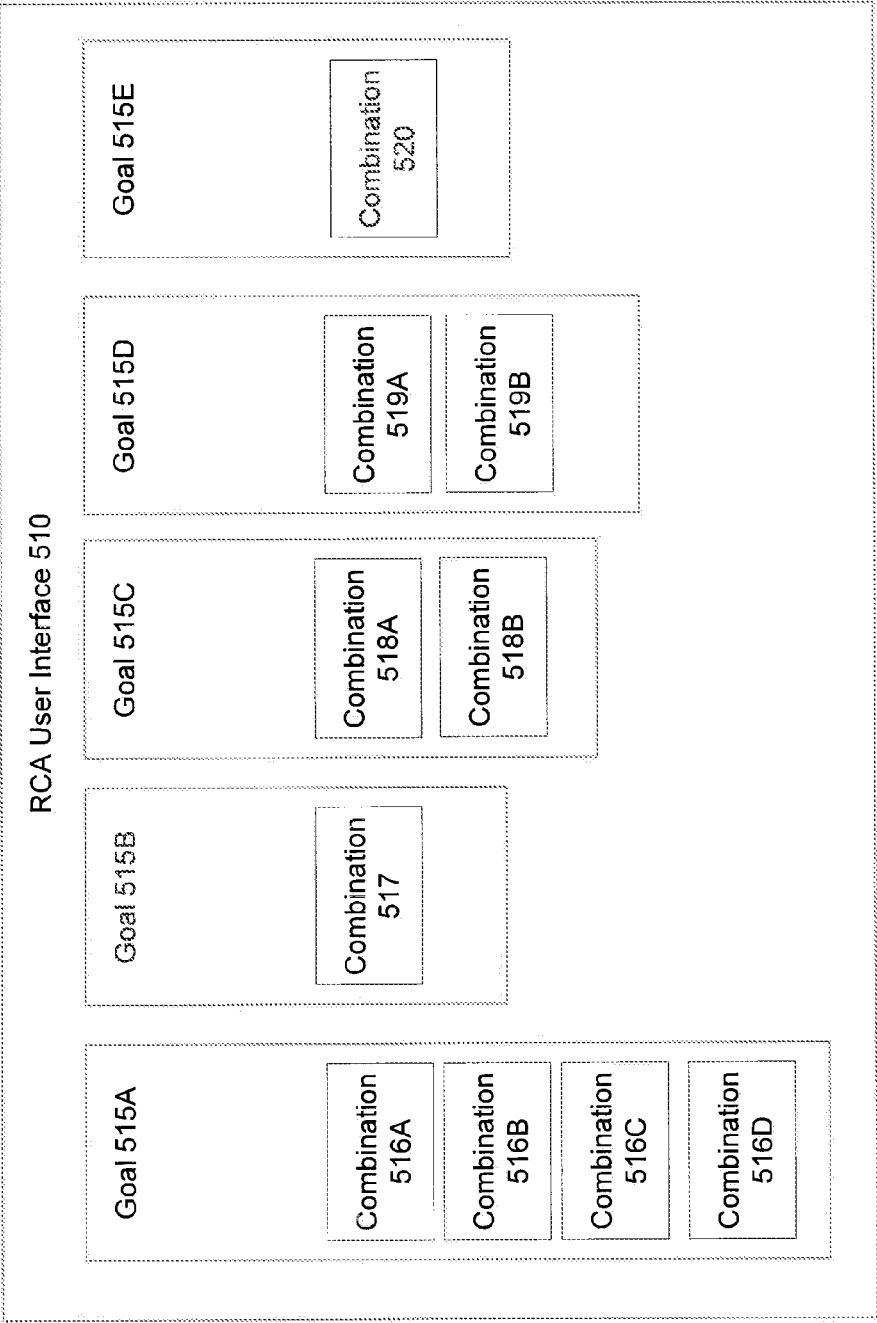 RCA User Interface 510
Goal 515A
Combination
516A
Combination
516B
Combination
516C
Combination
516D
Goal 515B
Combination
517
Goal 515C
Combination
518A
Combination
518B
Goal 515D
Combination
519A
Combination
519B
Goal 515E
Combination
520